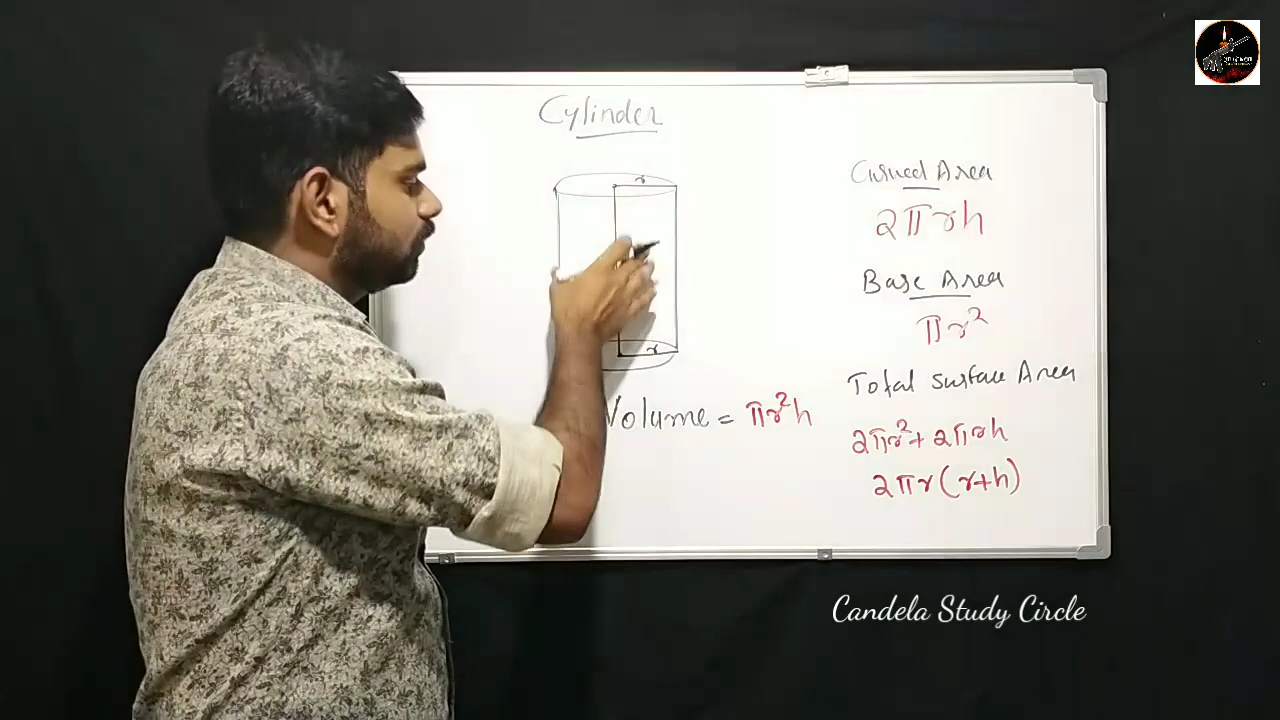 Cylinder
r
r
Volume = πr²h
Curved Area
2πrh
Base Area
πr²
Total Surface Area
2πr² + 2πrh
2πr(r+h)
Candela Study Circle